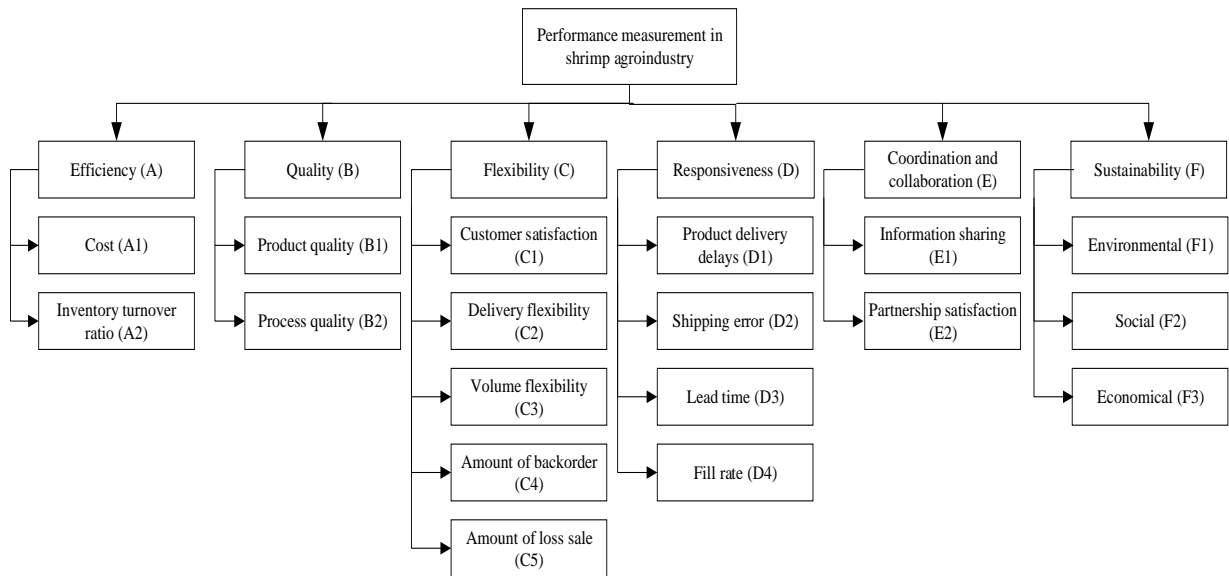 Performance measurement in
shrimp agroindustry
Efficiency (A)
Quality (B)
Flexibility (C)
Responsiveness (D)
Coordination and
collaboration (E)
Sustainability (F)
Cost (A1)
Product quality (B1)
Customer satisfaction
(C1)
Product delivery
delays (D1)
Information sharing
(E1)
Environmental (F1)
Inventory turnover
ratio (A2)
Process quality (B2)
Delivery flexibility
(C2)
Shipping error (D2)
Partnership satisfaction
(E2)
Social (F2)
Volume flexibility
(C3)
Lead time (D3)
Economical (F3)
Amount of backorder
(C4)
Fill rate (D4)
Amount of loss sale
(C5)